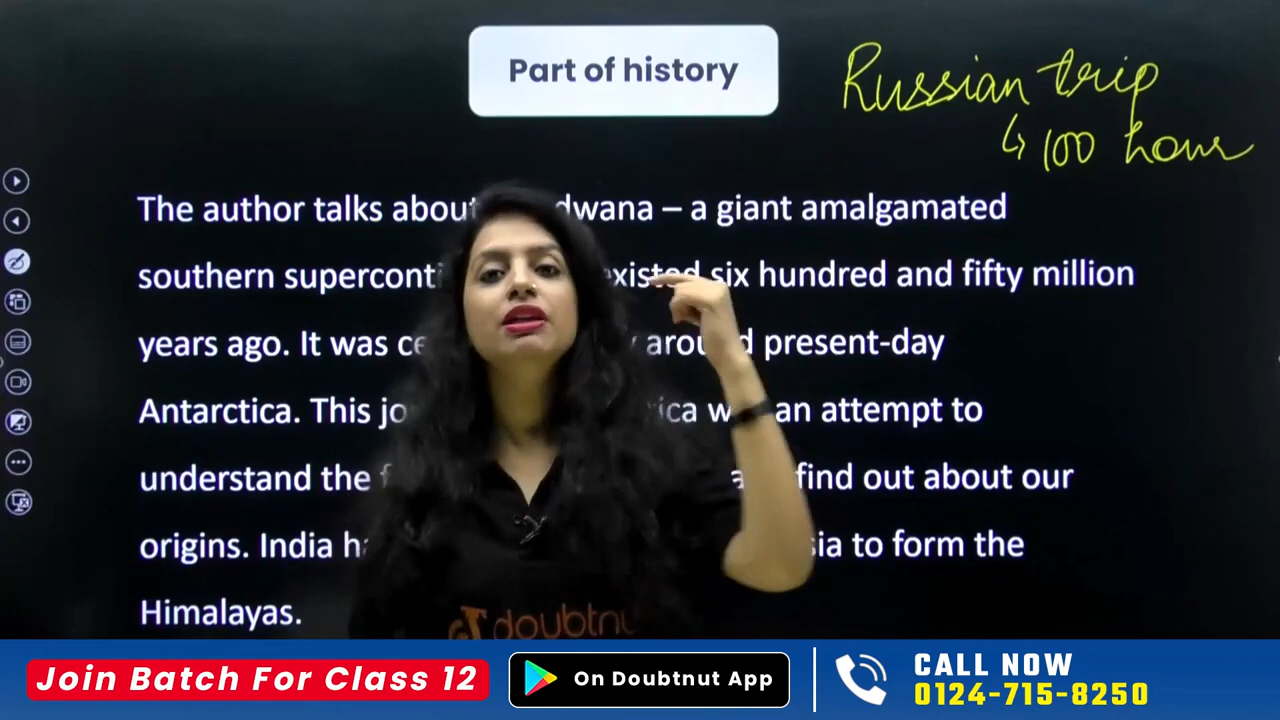 Part of history
Russian trip
↳ 100 hour
The author talks about dwana – a giant amalgamated
southern superconti existed six hundred and fifty million
years ago. It was ce around present-day
Antarctica. This jo ica w an attempt to
understand the find out about our
origins. India ha sia to form the
Himalayas.
doubtnu
Join Batch For Class 12
On Doubtnut App
CALL NOW
0124-715-8250